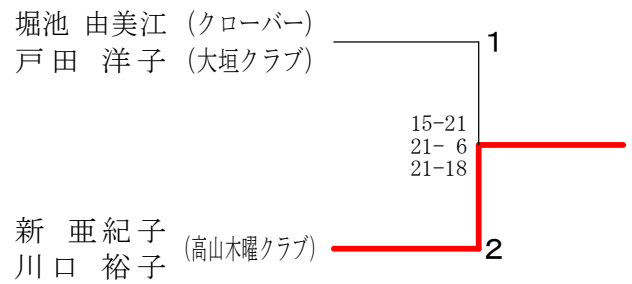 堀池 由美江 (クローバー)
戸田 洋子 (大垣クラブ)
1
15-21
21- 6
21-18
新 亜紀子
川口 裕子
(高山木曜クラブ)
2